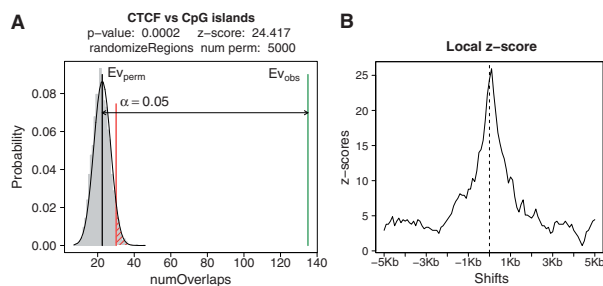 A
CTCF vs CpG islands
p-value: 0.0002 z-score: 24.417
randomizeRegions num perm: 5000
Ev_perm
Ev_obs
α = 0.05
0.08
0.06
0.04
0.02
0.00
Probability
20 40 60 80 100 120 140
numOverlaps
B
Local z-score
25
20
15
10
5
z-scores
-5Kb -3Kb -1Kb 1Kb 3Kb 5Kb
Shifts